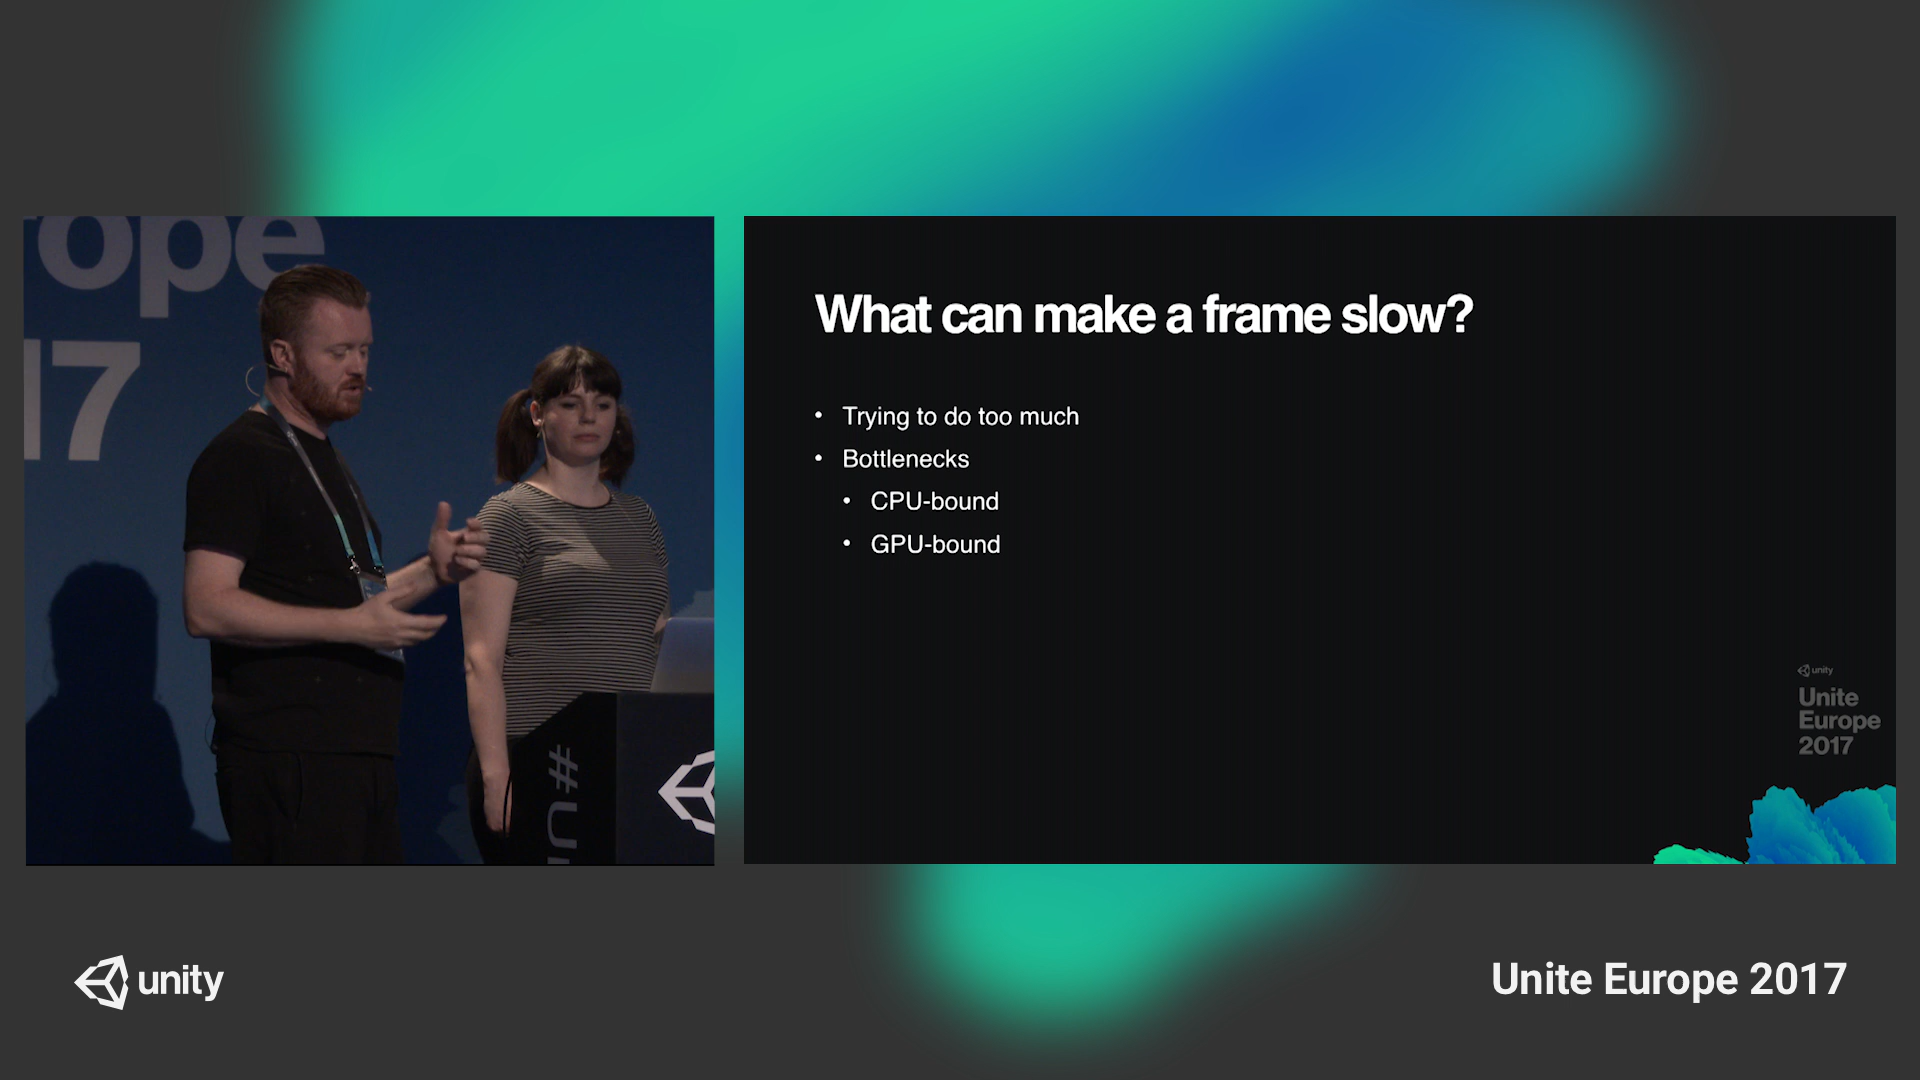 ope
17
#U
What can make a frame slow?
• Trying to do too much
• Bottlenecks
• CPU-bound
• GPU-bound
unity
Unite
Europe
2017
unity
Unite Europe 2017